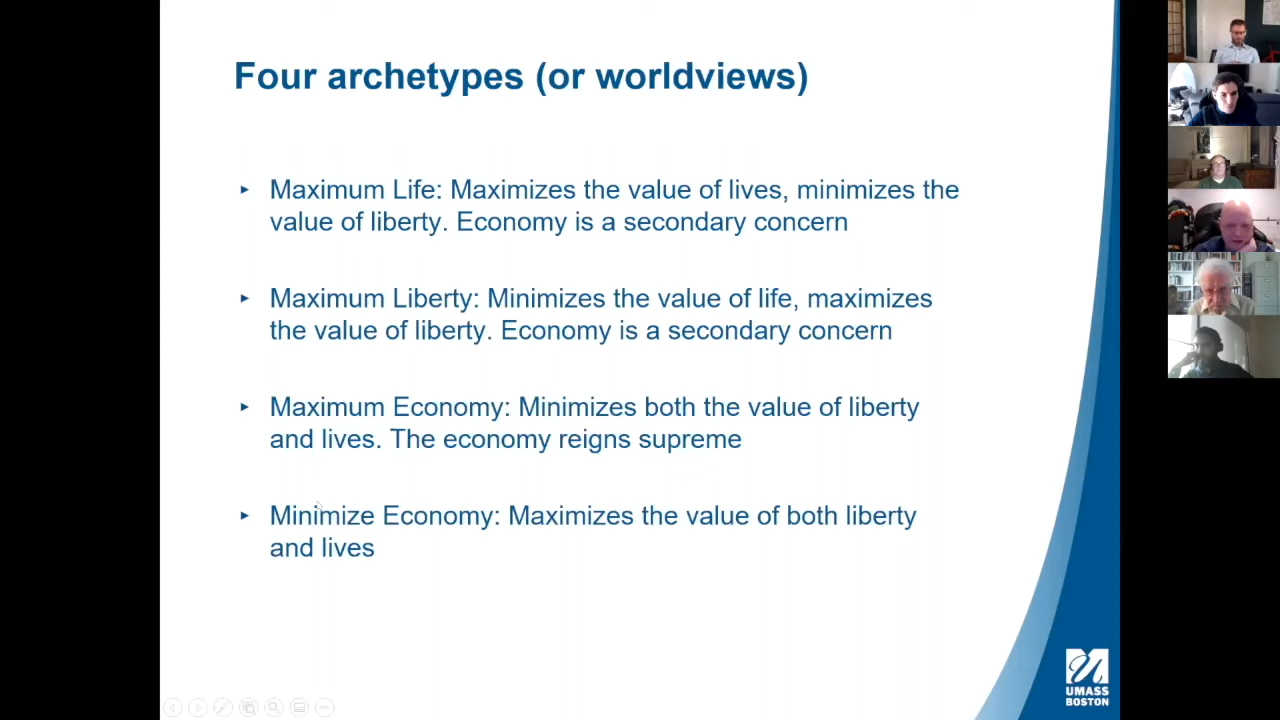 Four archetypes (or worldviews)
Maximum Life: Maximizes the value of lives, minimizes the
value of liberty. Economy is a secondary concern
Maximum Liberty: Minimizes the value of life, maximizes
the value of liberty. Economy is a secondary concern
Maximum Economy: Minimizes both the value of liberty
and lives. The economy reigns supreme
Minimize Economy: Maximizes the value of both liberty
and lives
UMASS
BOSTON